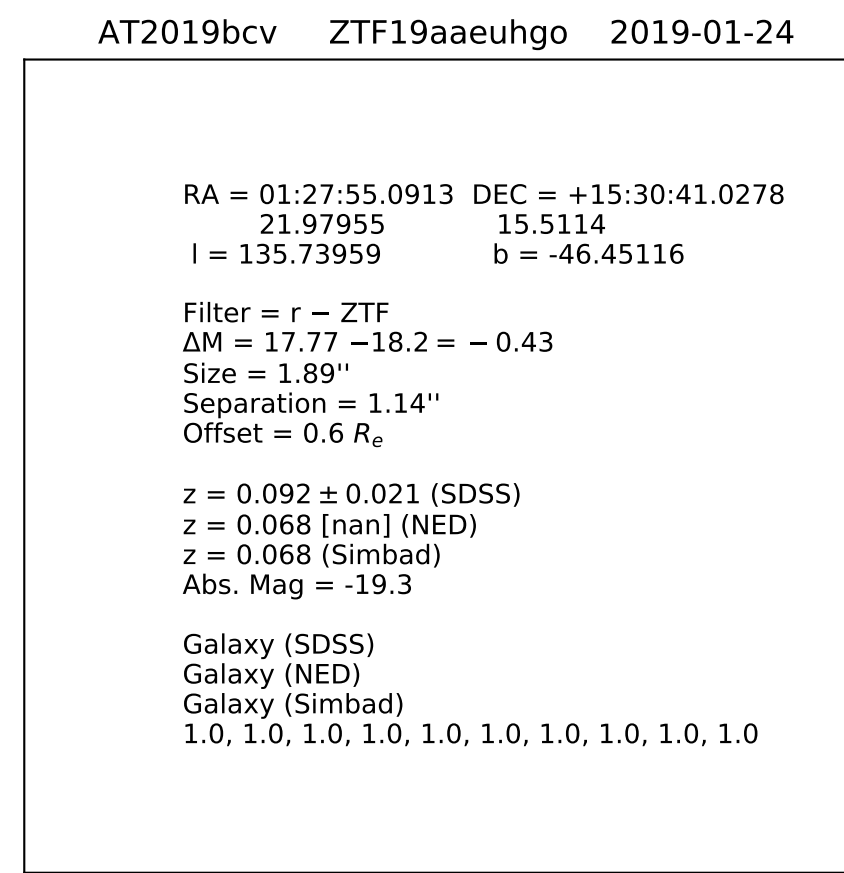 AT2019bcv ZTF19aaeuhgo 2019-01-24
RA = 01:27:55.0913 DEC = +15:30:41.0278
21.97955 15.5114
l = 135.73959 b = -46.45116
Filter = r − ZTF
ΔM = 17.77 −18.2 = − 0.43
Size = 1.89''
Separation = 1.14''
Offset = 0.6 Re
z = 0.092 ± 0.021 (SDSS)
z = 0.068 [nan] (NED)
z = 0.068 (Simbad)
Abs. Mag = -19.3
Galaxy (SDSS)
Galaxy (NED)
Galaxy (Simbad)
1.0, 1.0, 1.0, 1.0, 1.0, 1.0, 1.0, 1.0, 1.0, 1.0